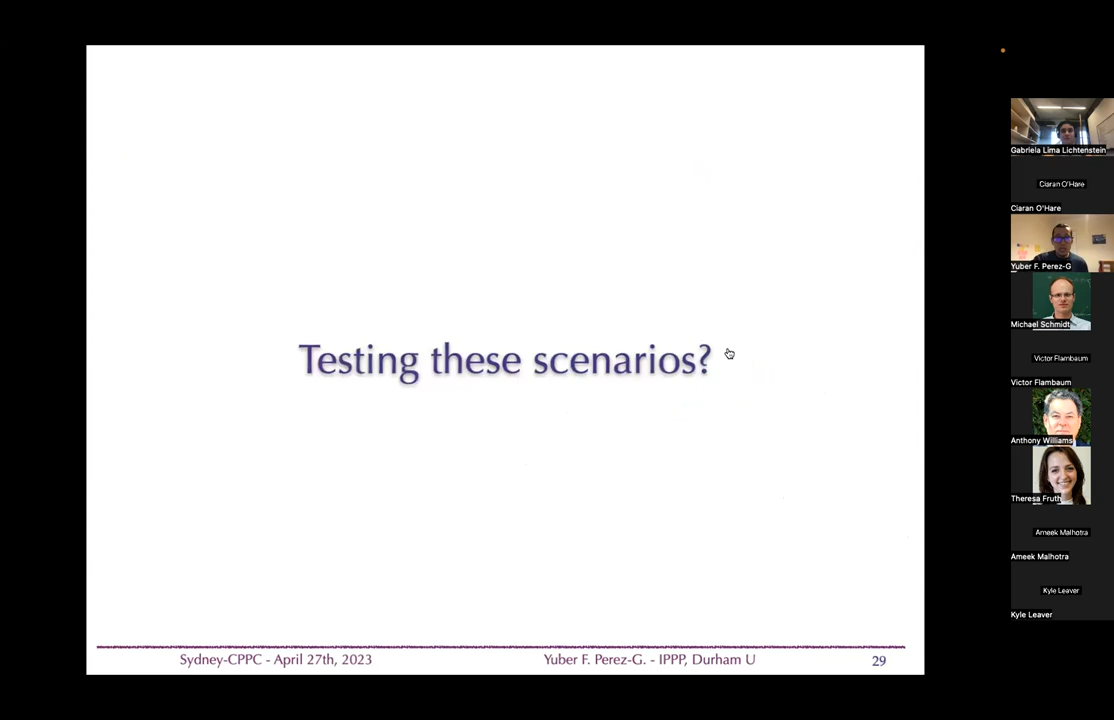 Testing these scenarios?
Sydney-CPPC - April 27th, 2023
Yuber F. Perez-G. - IPPP, Durham U
29
Gabriela Lima Lichtenstein
Ciaran O'Hare
Ciaran O'Hare
Yuber F. Perez-G
Michael Schmidt
Victor Flambaum
Victor Flambaum
Anthony Williams
Theresa Fruth
Ameek Malhotra
Ameek Malhotra
Kyle Leaver
Kyle Leaver